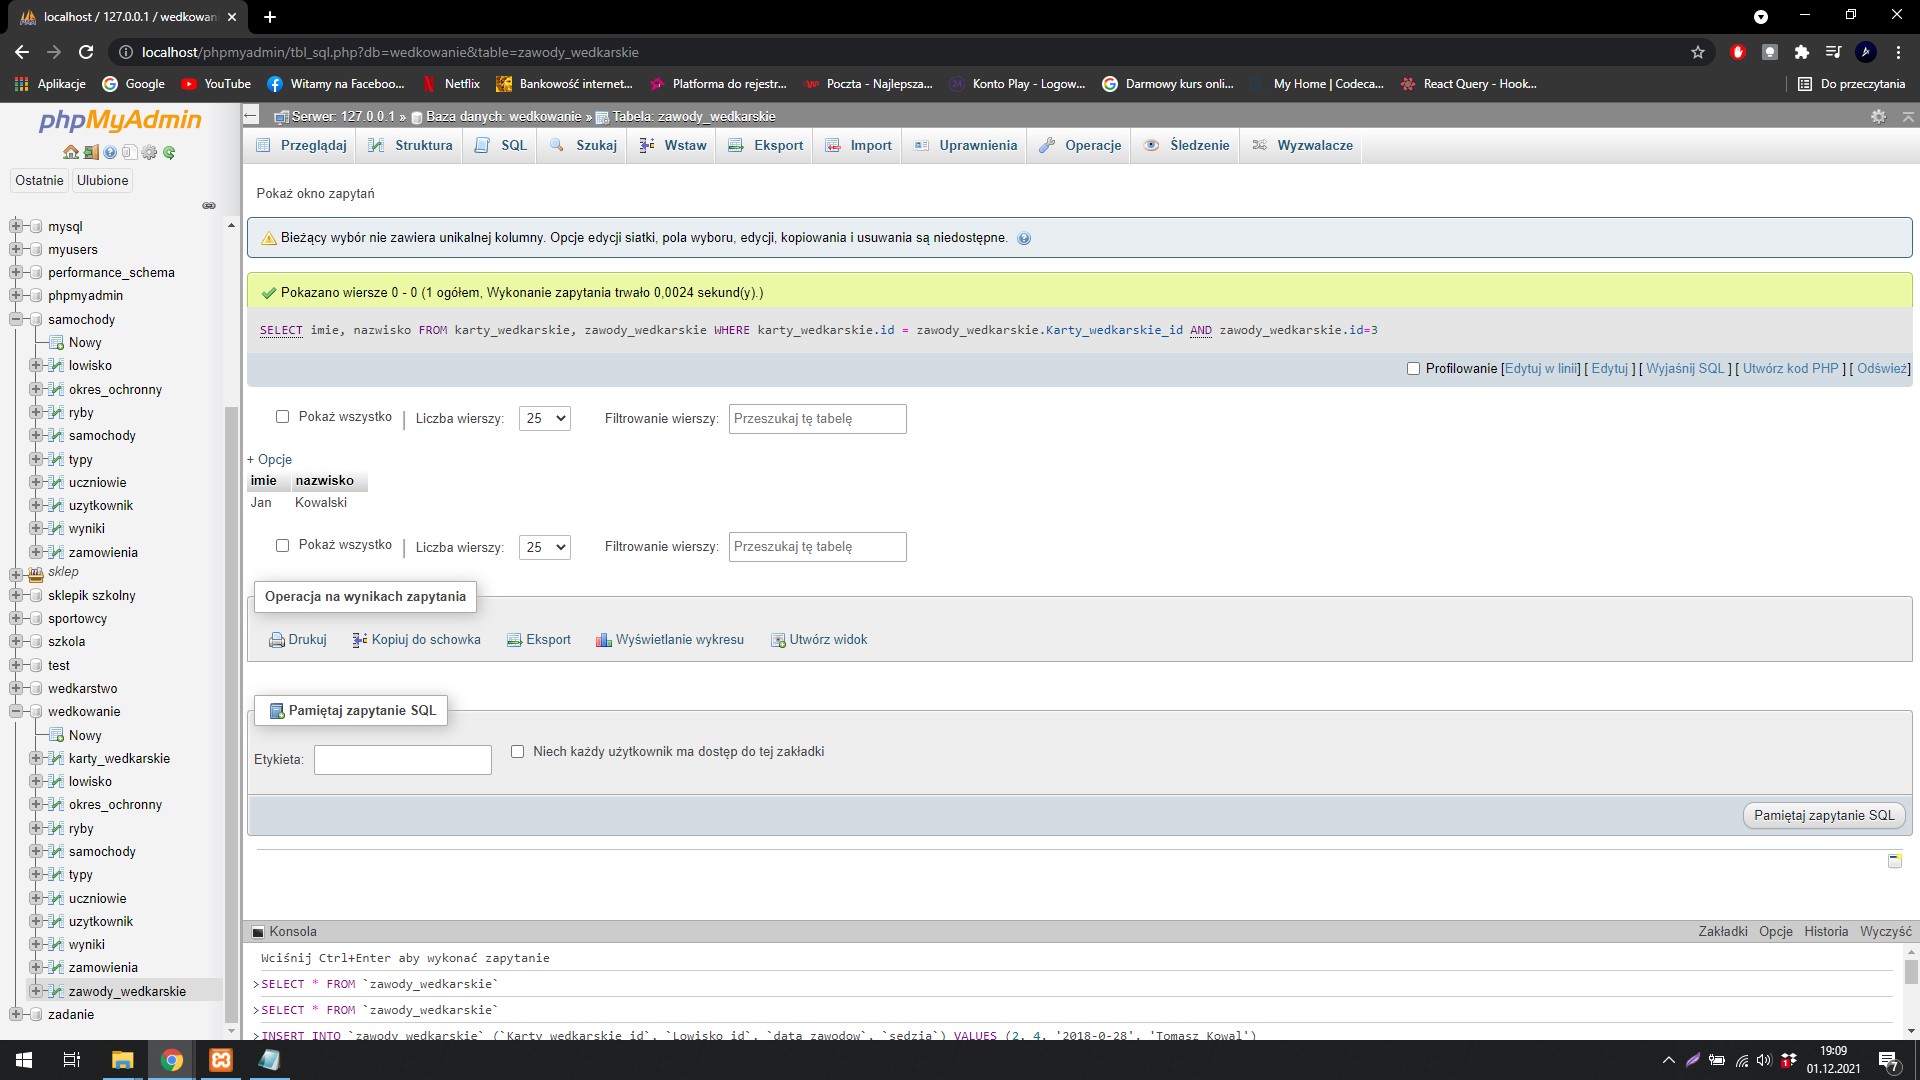 localhost / 127.0.0.1 / wedkowan
localhost/phpmyadmin/tbl_sql.php?db=wedkowanie&table=zawody_wedkarskie
Aplikacje Google YouTube Witamy na Faceboo... Netflix Bankowość internet... Platforma do rejestr... Poczta - Najlepsza... Konto Play - Logow... Darmowy kurs onli... My Home | Codeca... React Query - Hook... Do przeczytania
phpMyAdmin
Ostatnie Ulubione
mysql
myusers
performance_schema
phpmyadmin
samochody
Nowy
lowisko
okres_ochronny
ryby
samochody
typy
uczniowie
uzytkownik
wyniki
zamowienia
sklep
sklepik szkolny
sportowcy
szkola
test
wedkarstwo
wedkowanie
Nowy
karty_wedkarskie
lowisko
okres_ochronny
ryby
samochody
typy
uczniowie
uzytkownik
wyniki
zamowienia
zawody_wedkarskie
zadanie
Serwer: 127.0.0.1 » Baza danych: wedkowanie » Tabela: zawody_wedkarskie
Przeglądaj Struktura SQL Szukaj Wstaw Eksport Import Uprawnienia Operacje Śledzenie Wyzwalacze
Pokaż okno zapytań
Bieżący wybór nie zawiera unikalnej kolumny. Opcje edycji siatki, pola wyboru, edycji, kopiowania i usuwania są niedostępne.
Pokazano wiersze 0 - 0 (1 ogółem, Wykonanie zapytania trwało 0,0024 sekund(y).)
SELECT imie, nazwisko FROM karty_wedkarskie, zawody_wedkarskie WHERE karty_wedkarskie.id = zawody_wedkarskie.Karty_wedkarskie_id AND zawody_wedkarskie.id=3
Profilowanie [Edytuj w linii] [ Edytuj ] [ Wyjaśnij SQL ] [ Utwórz kod PHP ] [ Odśwież]
Pokaż wszystko | Liczba wierszy: 25 Filtrowanie wierszy: Przeszukaj tę tabelę
+ Opcje
imie nazwisko
Jan Kowalski
Pokaż wszystko | Liczba wierszy: 25 Filtrowanie wierszy: Przeszukaj tę tabelę
Operacja na wynikach zapytania
Drukuj Kopiuj do schowka Eksport Wyświetlanie wykresu Utwórz widok
Pamiętaj zapytanie SQL
Etykieta: Niech każdy użytkownik ma dostęp do tej zakładki
Pamiętaj zapytanie SQL
Konsola Zakładki Opcje Historia Wyczyść
Wciśnij Ctrl+Enter aby wykonać zapytanie
>SELECT * FROM `zawody_wedkarskie`
>SELECT * FROM `zawody_wedkarskie`
>INSERT INTO `zawody_wedkarskie` (`Karty_wedkarskie_id`, `Lowisko_id`, `data_zawodow`, `sedzia`) VALUES (2, 4, '2018-0-28', 'Tomasz Kowal')
19:09
01.12.2021
7